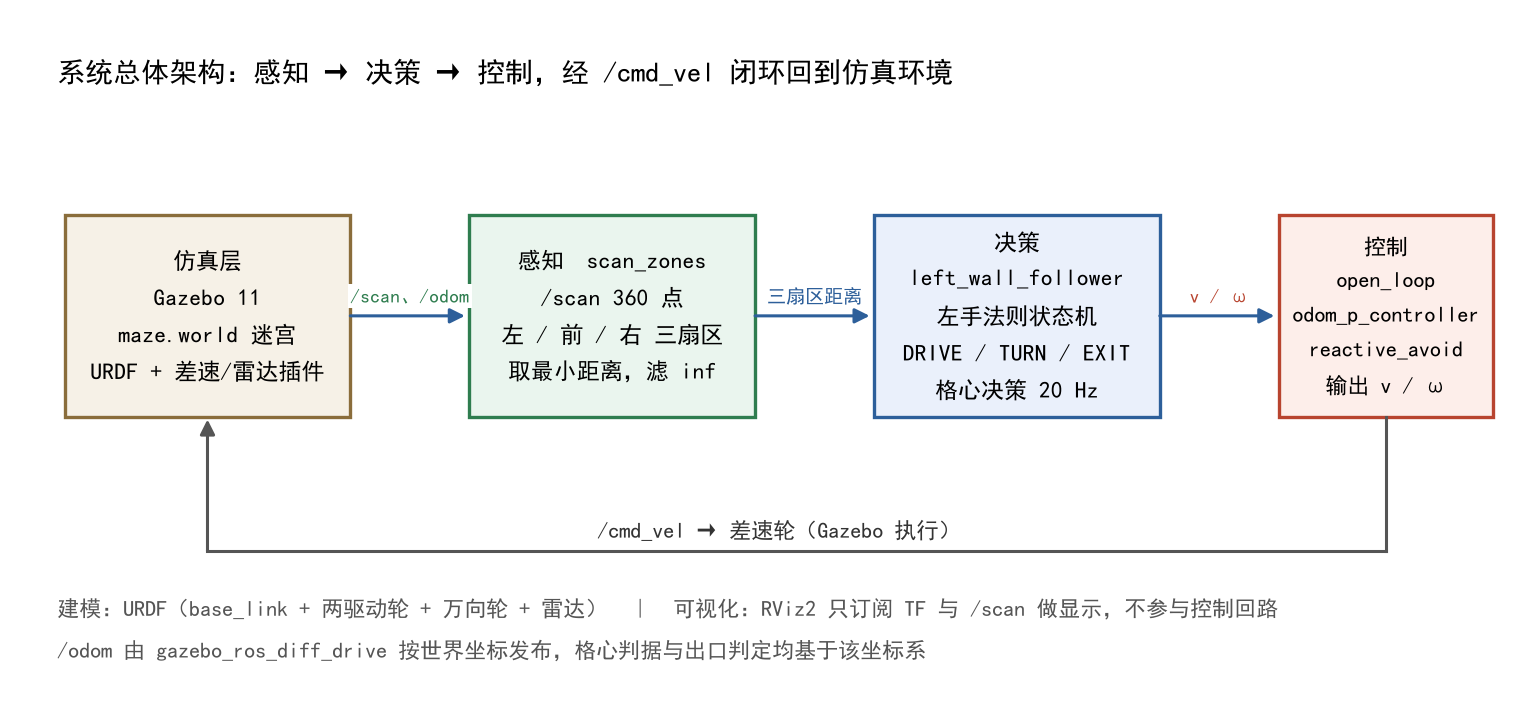 系统总体架构：感知 → 决策 → 控制，经 /cmd_vel 闭环回到仿真环境
仿真层
Gazebo 11
maze.world 迷宫
URDF + 差速/雷达插件
/scan、/odom
感知 scan_zones
/scan 360 点
左 / 前 / 右 三扇区
取最小距离，滤 inf
三扇区距离
决策
left_wall_follower
左手法则状态机
DRIVE / TURN / EXIT
格心决策 20 Hz
v / ω
控制
open_loop
odom_p_controller
reactive_avoid
输出 v / ω
/cmd_vel → 差速轮（Gazebo 执行）
建模：URDF（base_link + 两驱动轮 + 万向轮 + 雷达） | 可视化：RViz2 只订阅 TF 与 /scan 做显示，不参与控制回路
/odom 由 gazebo_ros_diff_drive 按世界坐标发布，格心判据与出口判定均基于该坐标系